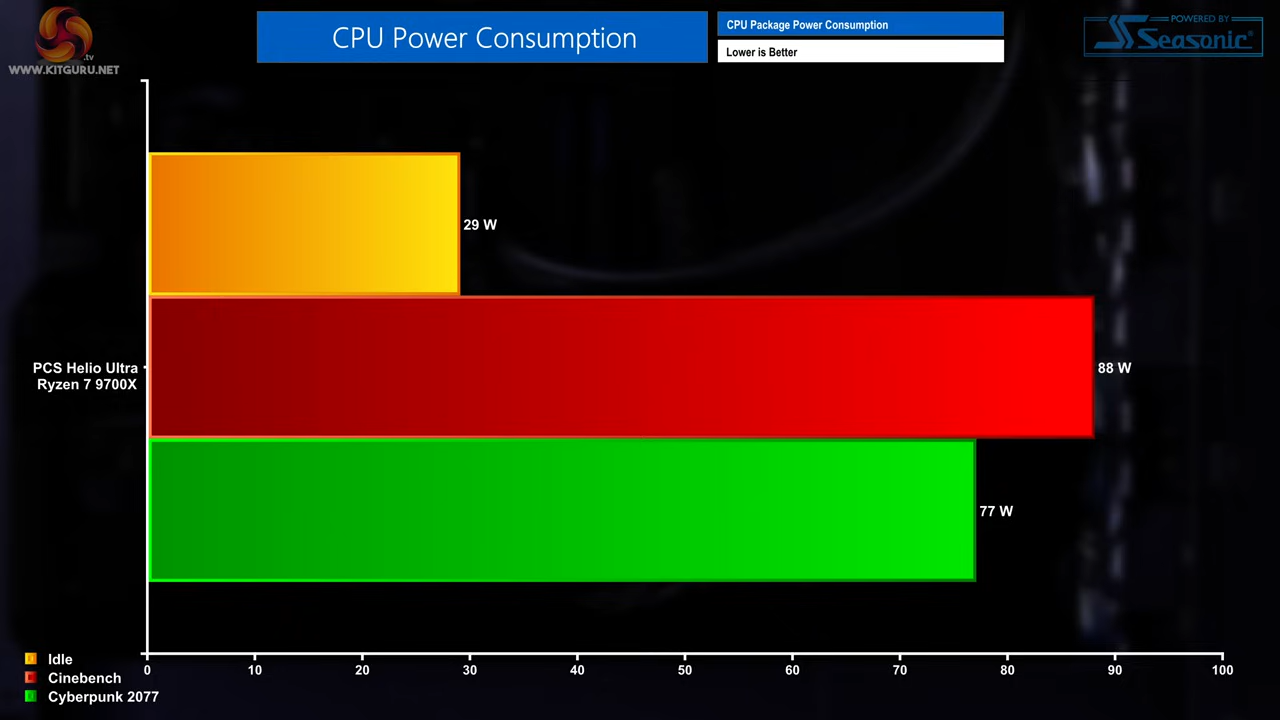 .tv
WWW.KITGURU.NET
CPU Power Consumption
CPU Package Power Consumption
Lower is Better
POWERED BY
Seasonic®
29 W
88 W
77 W
PCS Helio Ultra
Ryzen 7 9700X
0 10 20 30 40 50 60 70 80 90 100
Idle
Cinebench
Cyberpunk 2077